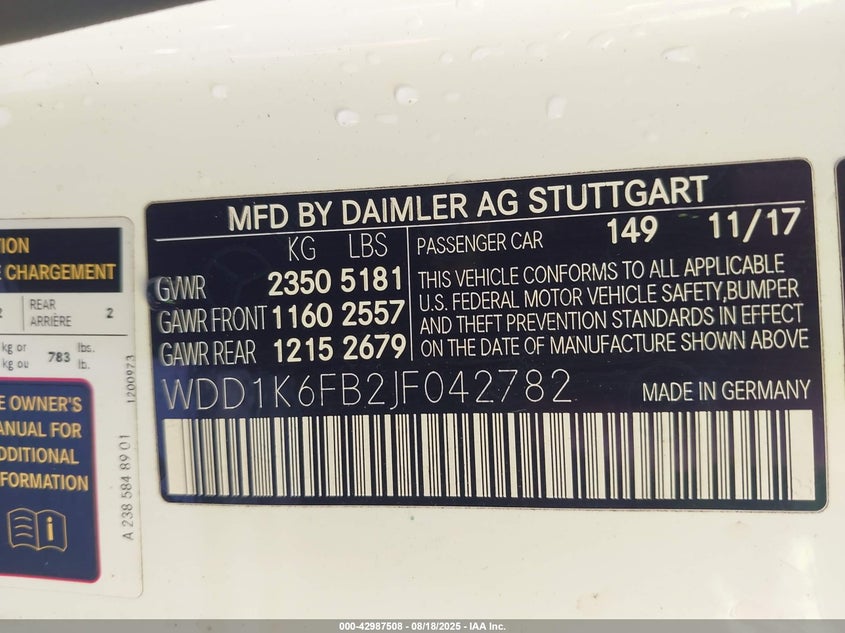 TION
E CHARGEMENT
2 REAR ARRIÈRE 2
kg or
kg ou 783 lbs.
lb.
1200973
E OWNER'S
ANUAL FOR
DDITIONAL
FORMATION
A 238 584 89 01
MFD BY DAIMLER AG STUTTGART
KG LBS
GVWR 2350 5181
GAWR FRONT 1160 2557
GAWR REAR 1215 2679
PASSENGER CAR 149 11/17
THIS VEHICLE CONFORMS TO ALL APPLICABLE
U.S. FEDERAL MOTOR VEHICLE SAFETY,BUMPER
AND THEFT PREVENTION STANDARDS IN EFFECT
ON THE DATE OF MANUFACTURE SHOWN ABOVE
WDD1K6FB2JF042782 MADE IN GERMANY
000-42987508 - 08/18/2025 - IAA Inc.